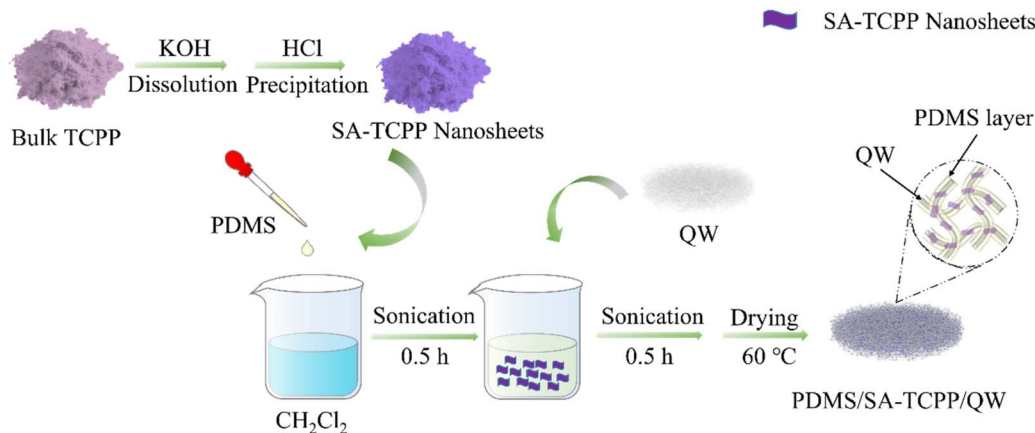 SA-TCPP Nanosheets
KOH
Dissolution
HCl
Precipitation
Bulk TCPP
SA-TCPP Nanosheets
PDMS layer
QW
PDMS
QW
Sonication
0.5 h
Sonication
0.5 h
Drying
60 °C
CH₂Cl₂
PDMS/SA-TCPP/QW